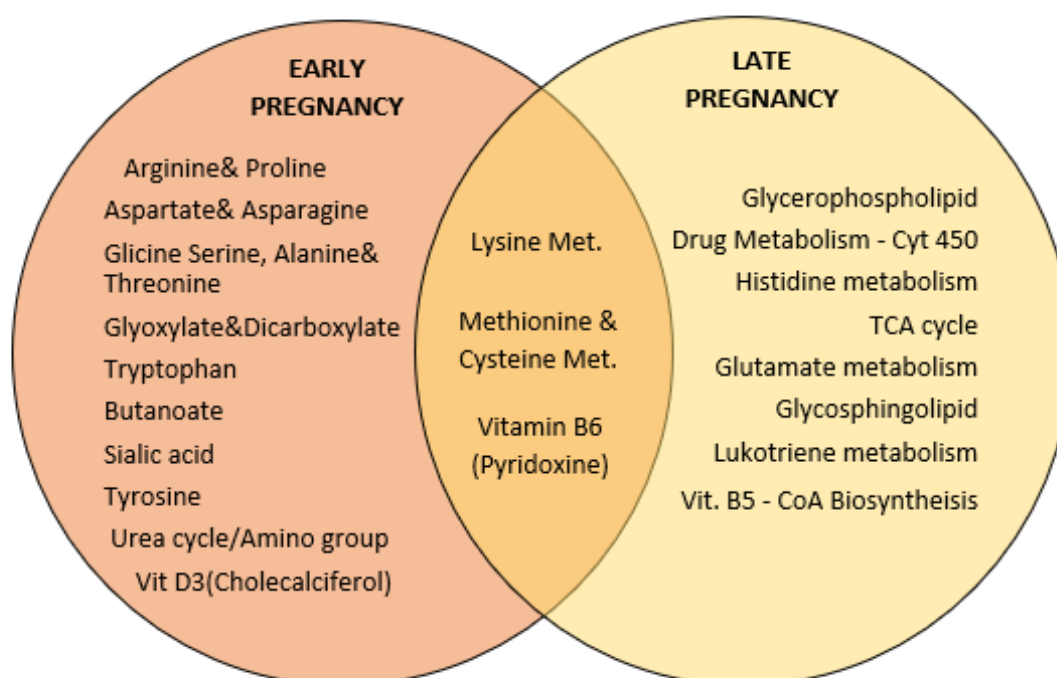 EARLY
PREGNANCY
Arginine& Proline
Aspartate& Asparagine
Glicine Serine, Alanine&
Threonine
Glyoxylate&Dicarboxylate
Tryptophan
Butanoate
Sialic acid
Tyrosine
Urea cycle/Amino group
Vit D3(Cholecalciferol)
Lysine Met.
Methionine &
Cysteine Met.
Vitamin B6
(Pyridoxine)
LATE
PREGNANCY
Glycerophospholipid
Drug Metabolism - Cyt 450
Histidine metabolism
TCA cycle
Glutamate metabolism
Glycosphingolipid
Lukotriene metabolism
Vit. B5 - CoA Biosyntheisis